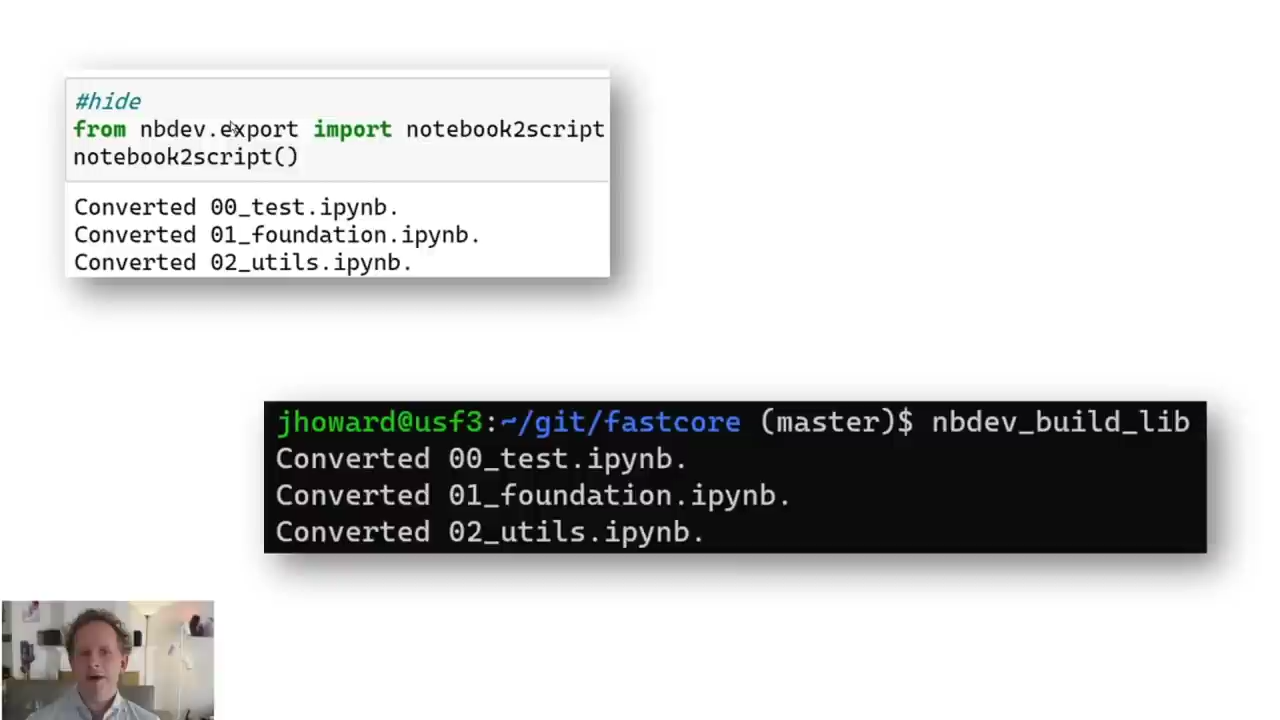 #hide
from nbdev.export import notebook2script
notebook2script()
Converted 00_test.ipynb.
Converted 01_foundation.ipynb.
Converted 02_utils.ipynb.
jhoward@usf3:~/git/fastcore (master)$ nbdev_build_lib
Converted 00_test.ipynb.
Converted 01_foundation.ipynb.
Converted 02_utils.ipynb.